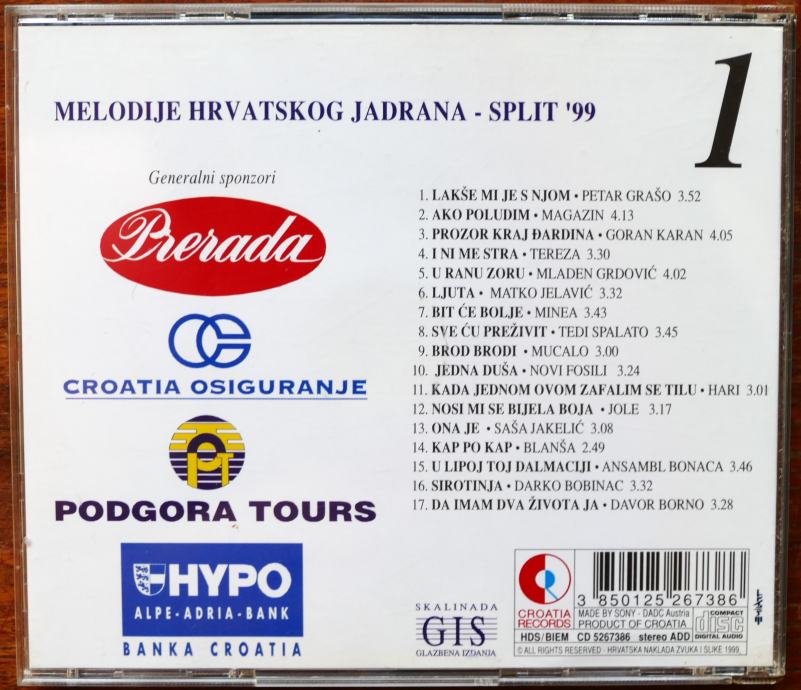 1
MELODIJE HRVATSKOG JADRANA - SPLIT '99
Generalni sponzori
Prerada
CROATIA OSIGURANJE
APT
PODGORA TOURS
HYPO
ALPE-ADRIA-BANK
BANKA CROATIA
1. LAKŠE MI JE S NJOM • PETAR GRAŠO 3.52
2. AKO POLUDIM • MAGAZIN 4.13
3. PROZOR KRAJ ĐARDINA • GORAN KARAN 4.05
4. I NI ME STRA • TEREZA 3.30
5. U RANU ZORU • MLADEN GRDOVIĆ 4.02
6. LJUTA • MATKO JELAVIĆ 3.32
7. BIT ĆE BOLJE • MINEA 3.43
8. SVE ĆU PREŽIVIT • TEDI SPALATO 3.45
9. BROD BRODI • MUCALO 3.00
10. JEDNA DUŠA • NOVI FOSILI 3.24
11. KADA JEDNOM OVOM ZAFALIM SE TILU • HARI 3.01
12. NOSI MI SE BIJELA BOJA • JOLE 3.17
13. ONA JE • SAŠA JAKELIĆ 3.08
14. KAP PO KAP • BLANŠA 2.49
15. U LIPOJ TOJ DALMACIJI • ANSAMBL BONACA 3.46
16. SIROTINJA • DARKO BOBINAC 3.32
17. DA IMAM DVA ŽIVOTA JA • DAVOR BORNO 3.28
SKALINADA
GIS
GLAZBENA IZDANJA
CROATIA
RECORDS
3 850125 267386
MADE BY SONY - DADC Austria
PRODUCT OF CROATIA
COMPACT
disc
DIGITAL AUDIO
HDS/BIEM CD 5267386 stereo ADD
© ALL RIGHTS RESERVED - HRVATSKA NAKLADA ZVUKA I SLIKE 1999